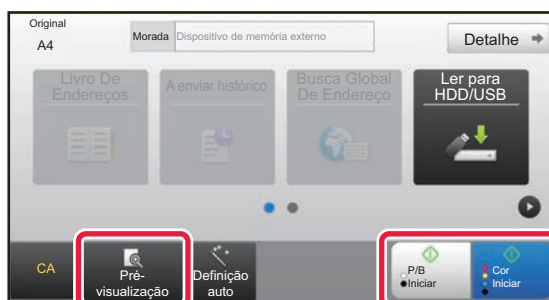 Original
A4
Morada Dispositivo de memória externo
Detalhe
Livro De
Endereços
A enviar histórico
Busca Global
De Endereço
Ler para
HDD/USB
CA
Pré-
visualização
Definição
auto
P/B
Iniciar
Cor
Iniciar